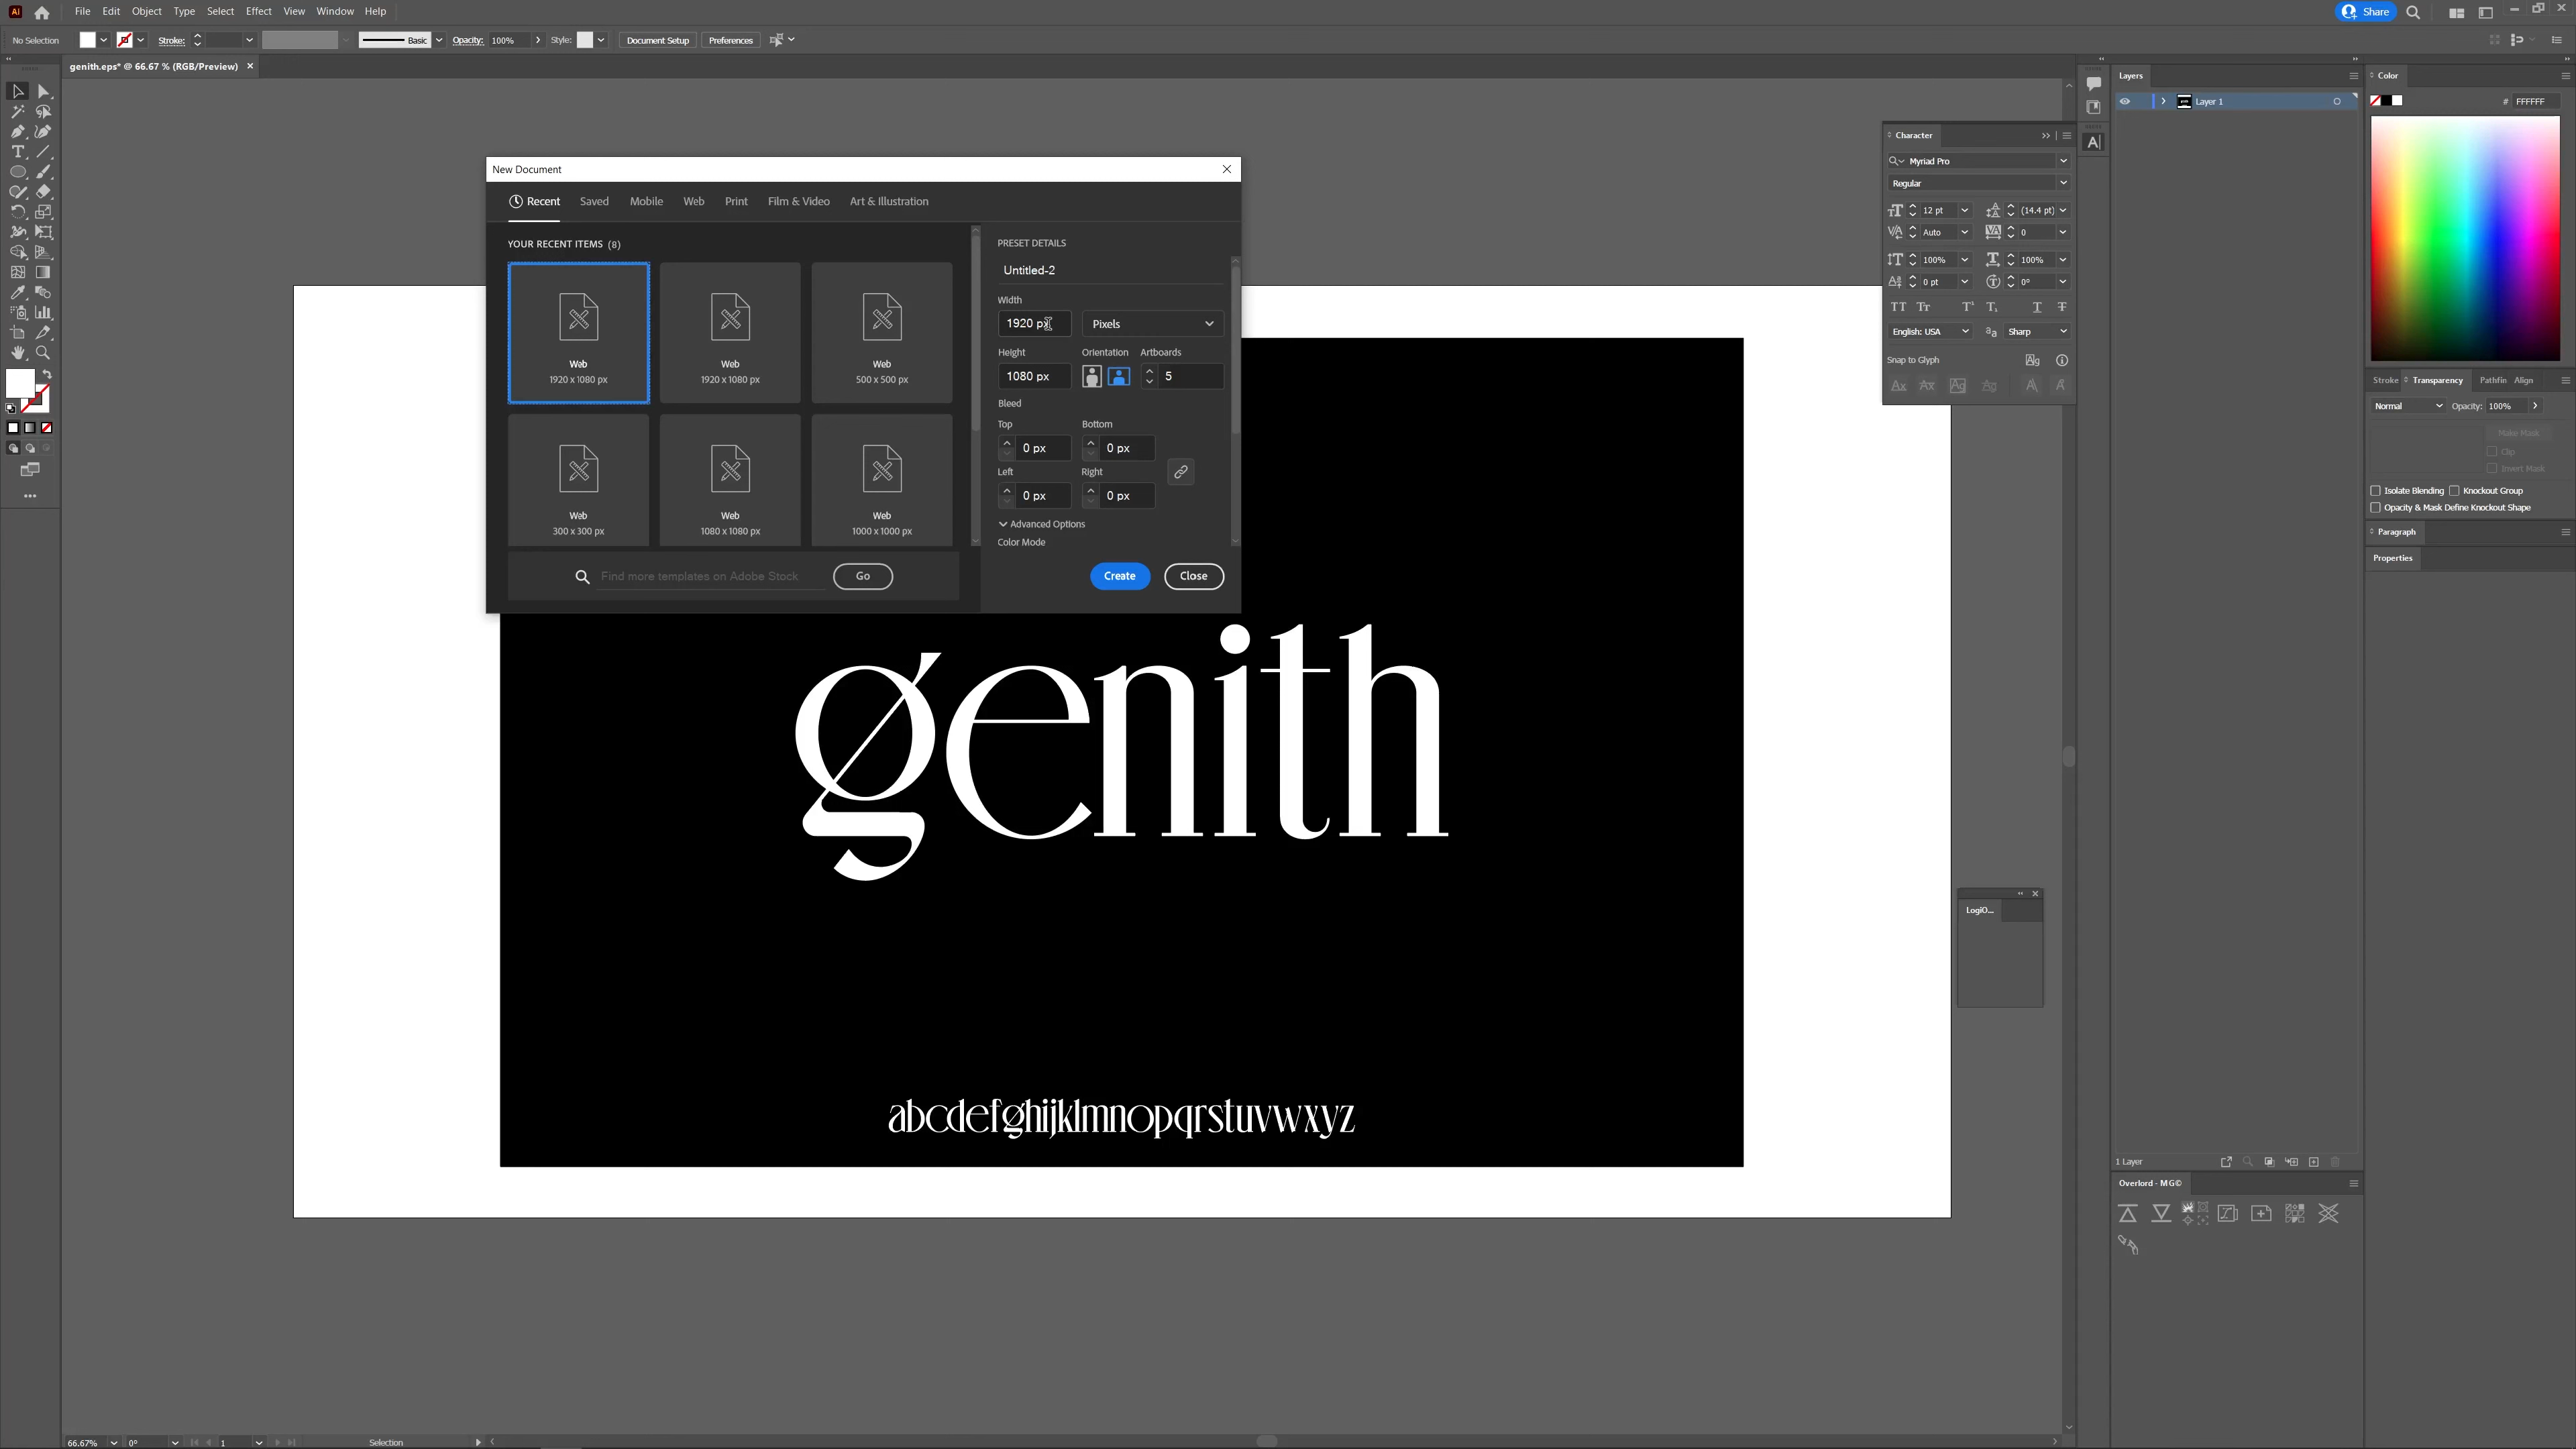 File Edit Object Type Select Effect View Window Help
Share
No Selection
Stroke:
Basic
Opacity: 100%
Style:
Document Setup
Preferences
genith.eps* @ 66.67 % (RGB/Preview)
New Document
Recent Saved Mobile Web Print Film & Video Art & Illustration
YOUR RECENT ITEMS (8)
Web
1920 x 1080 px
Web
1920 x 1080 px
Web
500 x 500 px
Web
300 x 300 px
Web
1080 x 1080 px
Web
1000 x 1000 px
Find more templates on Adobe Stock
Go
PRESET DETAILS
Untitled-2
Width
1920 px
Pixels
Height Orientation Artboards
1080 px
5
Bleed
Top Bottom
0 px 0 px
Left Right
0 px 0 px
Advanced Options
Color Mode
Create
Close
genith
abcdefghijklmnopqrstuvwxyz
Character
Myriad Pro
Regular
12 pt (14.4 pt)
Auto 0
100% 100%
0 pt 0°
English: USA
Sharp
Snap to Glyph
LogiO...
Layers
Layer 1
1 Layer
Overlord - MG©
Color
# FFFFFF
Stroke Transparency Pathfin Align
Normal
Opacity: 100%
Make Mask
Clip
Invert Mask
Isolate Blending Knockout Group
Opacity & Mask Define Knockout Shape
Paragraph
Properties
66.67% 0° 1 Selection